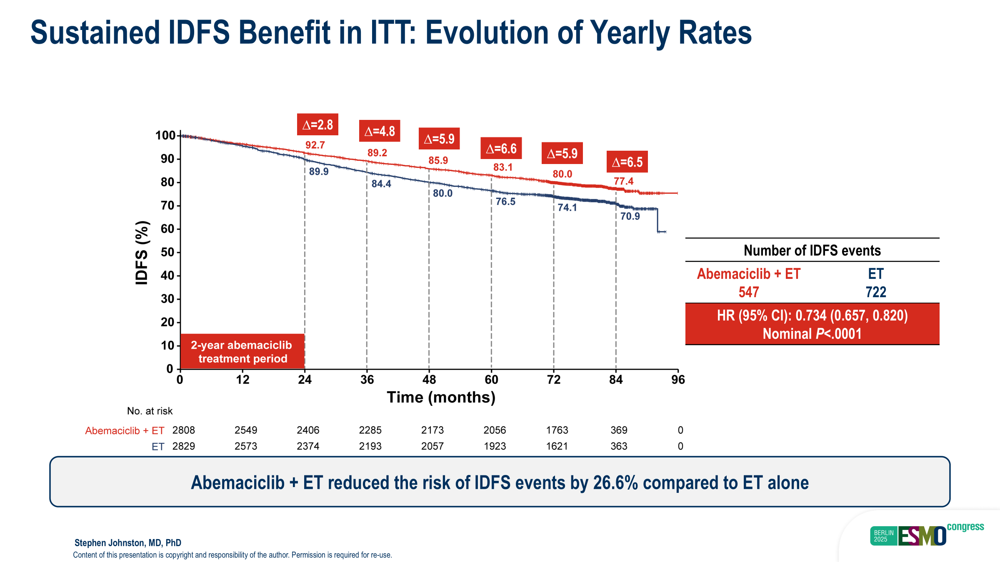 Sustained IDFS Benefit in ITT: Evolution of Yearly Rates
Δ=2.8
Δ=4.8
Δ=5.9
Δ=6.6
Δ=5.9
Δ=6.5
92.7
89.2
85.9
83.1
80.0
77.4
89.9
84.4
80.0
76.5
74.1
70.9
IDFS (%)
100
90
80
70
60
50
40
30
20
10
0
2-year abemaciclib
treatment period
0 12 24 36 48 60 72 84 96
Time (months)
Number of IDFS events
Abemaciclib + ET ET
547 722
HR (95% CI): 0.734 (0.657, 0.820)
Nominal P<.0001
No. at risk
Abemaciclib + ET 2808 2549 2406 2285 2173 2056 1763 369 0
ET 2829 2573 2374 2193 2057 1923 1621 363 0
Abemaciclib + ET reduced the risk of IDFS events by 26.6% compared to ET alone
Stephen Johnston, MD, PhD
Content of this presentation is copyright and responsibility of the author. Permission is required for re-use.
BERLIN
2025
ESMO congress